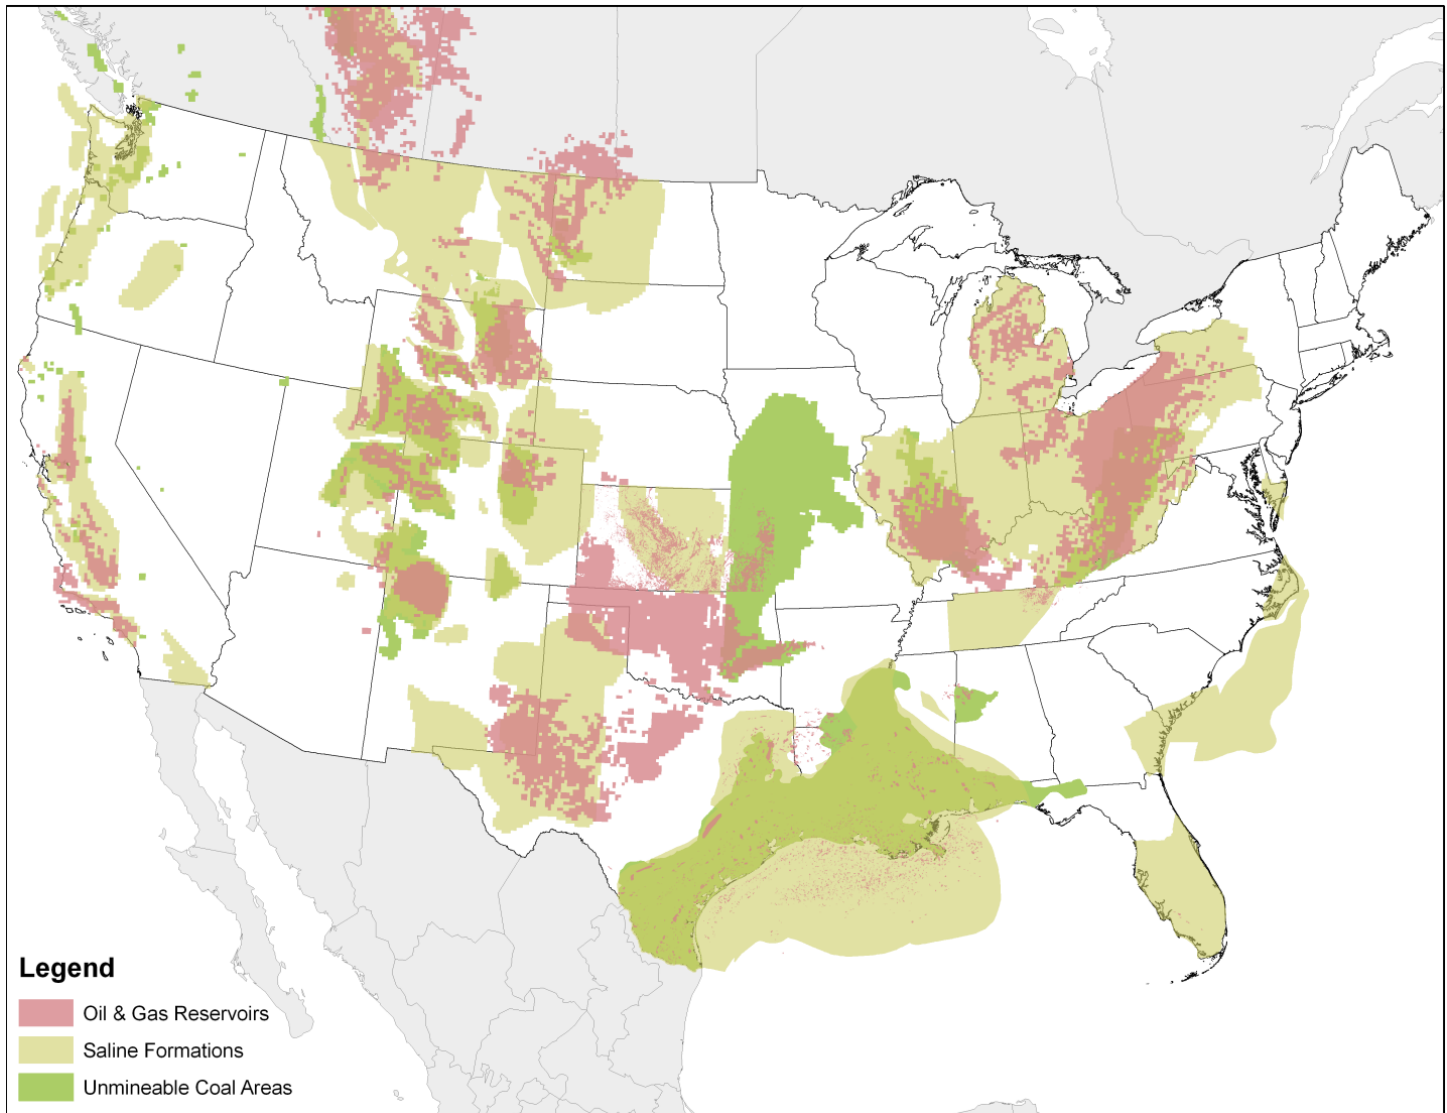 Legend
Oil & Gas Reservoirs
Saline Formations
Unmineable Coal Areas